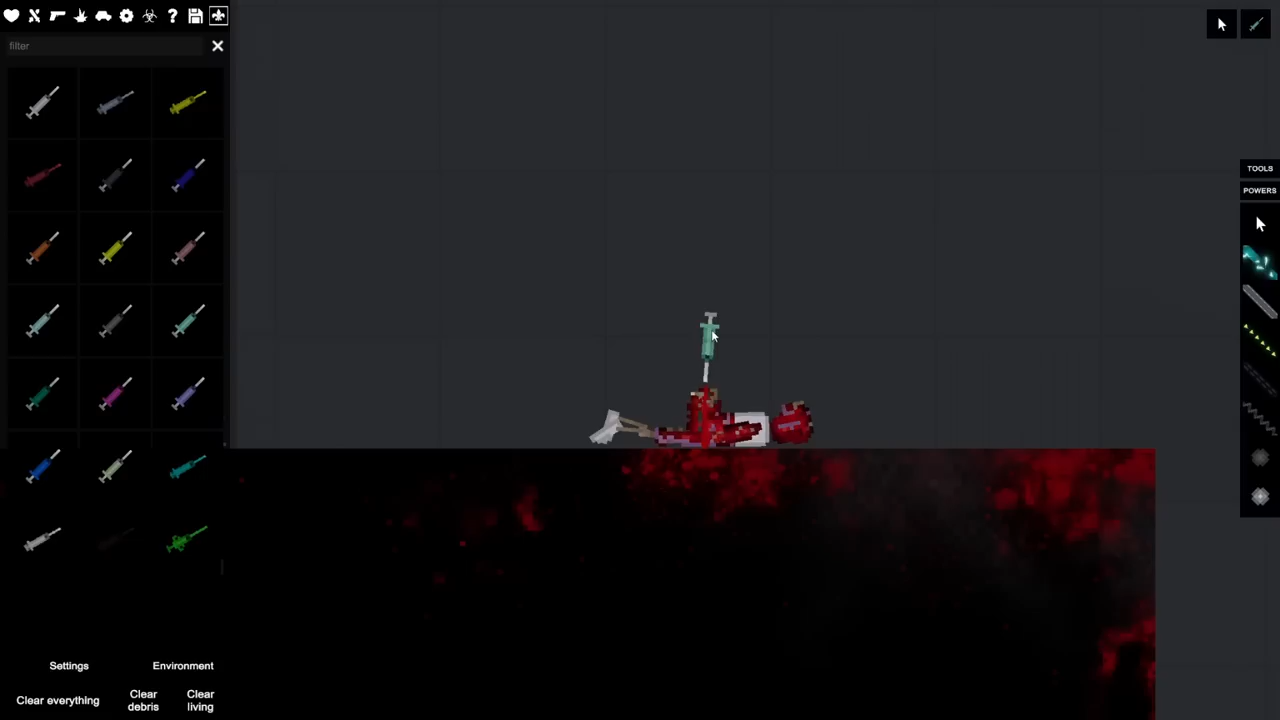 filter
TOOLS
POWERS
Settings
Environment
Clear everything
Clear
debris
Clear
living